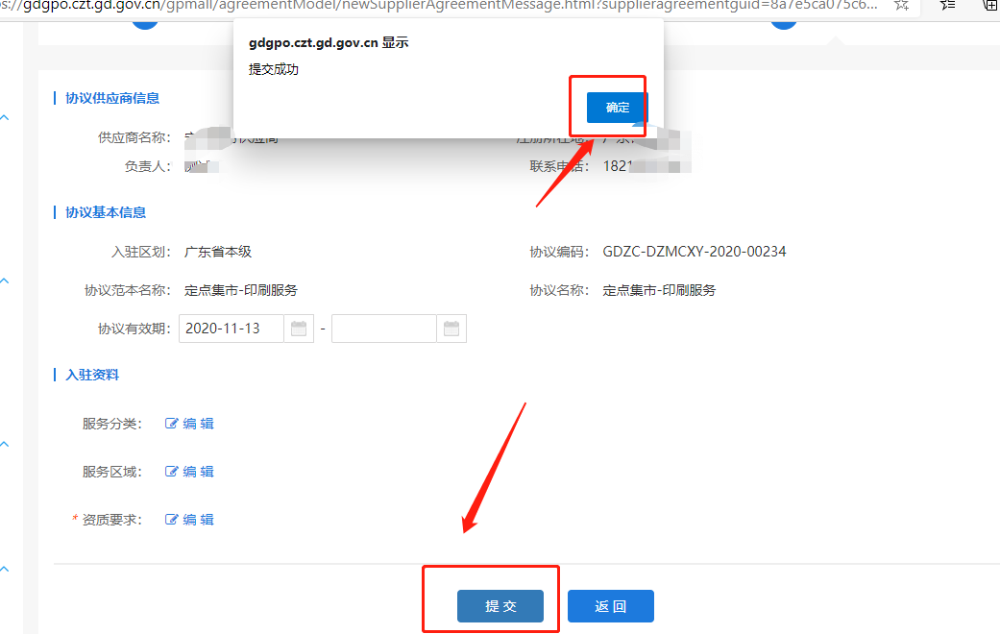 os://gdgpo.czt.gd.gov.cn/gpmall/agreementModel/newSupplierAgreementMessage.html?supplieragreementguid=8a7e5ca075c6...
gdgpo.czt.gd.gov.cn 显示
提交成功
确定
协议供应商信息
供应商名称： 供应商
注册所在地： 广东
负责人：
联系电话： 1821
协议基本信息
入驻区划： 广东省本级
协议编码： GDZC-DZMCXY-2020-00234
协议范本名称： 定点集市-印刷服务
协议名称： 定点集市-印刷服务
协议有效期： 2020-11-13 -
入驻资料
服务分类： 编 辑
服务区域： 编 辑
* 资质要求： 编 辑
提 交 返 回